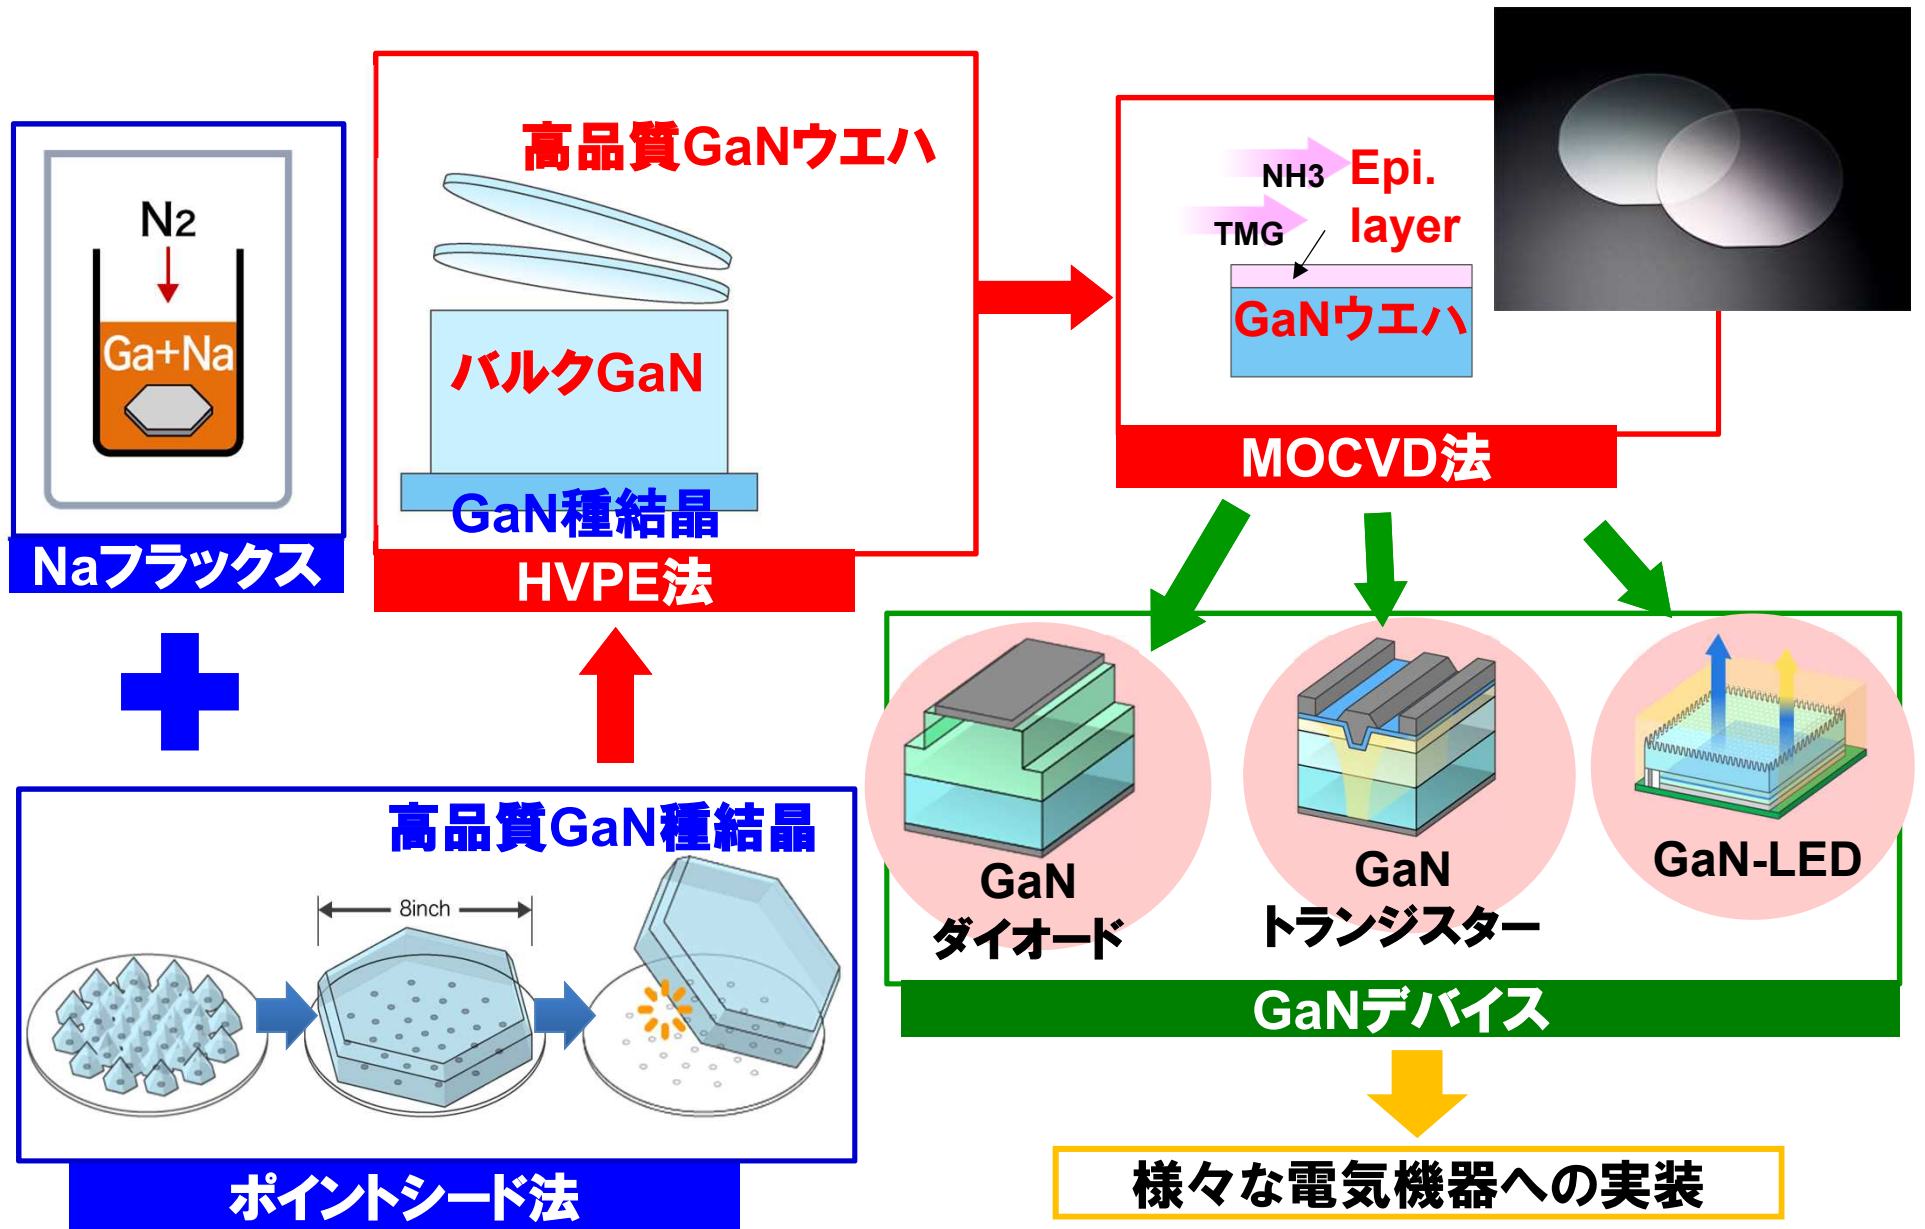 N2
Ga+Na
Naフラックス
高品質GaNウエハ
バルクGaN
GaN種結晶
HVPE法
NH3
TMG
Epi.
layer
GaNウエハ
MOCVD法
高品質GaN種結晶
8inch
ポイントシード法
GaN
ダイオード
GaN
トランジスター
GaN-LED
GaNデバイス
様々な電気機器への実装